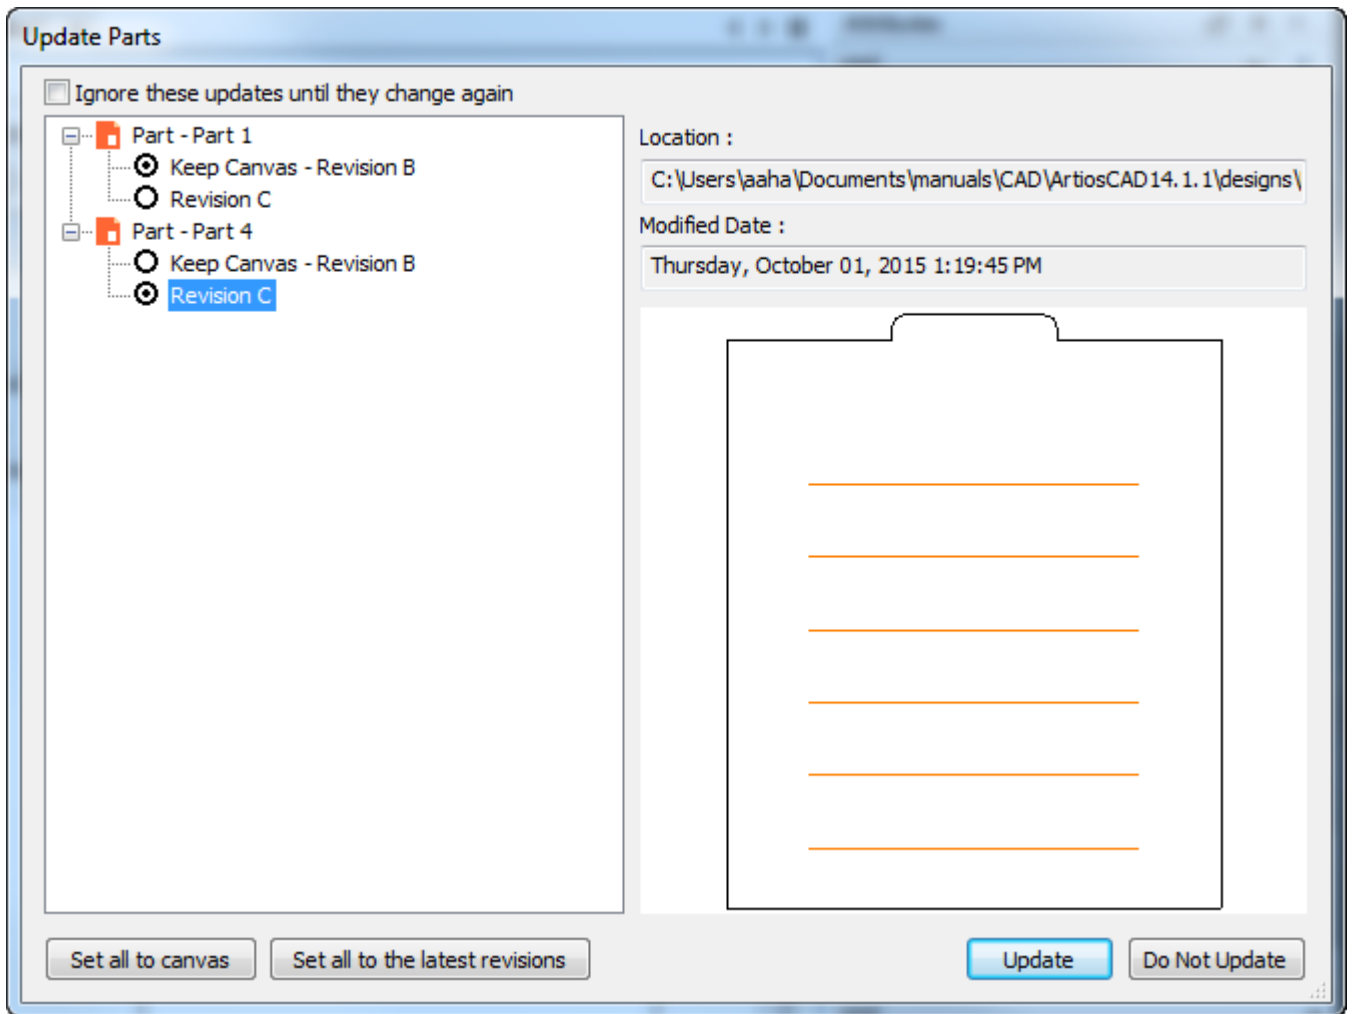 Update Parts
Ignore these updates until they change again
Part - Part 1
Keep Canvas - Revision B
Revision C
Part - Part 4
Keep Canvas - Revision B
Revision C
Location :
C:\Users\aaha\Documents\manuals\CAD\ArtiosCAD14.1.1\designs\
Modified Date :
Thursday, October 01, 2015 1:19:45 PM
Set all to canvas
Set all to the latest revisions
Update
Do Not Update